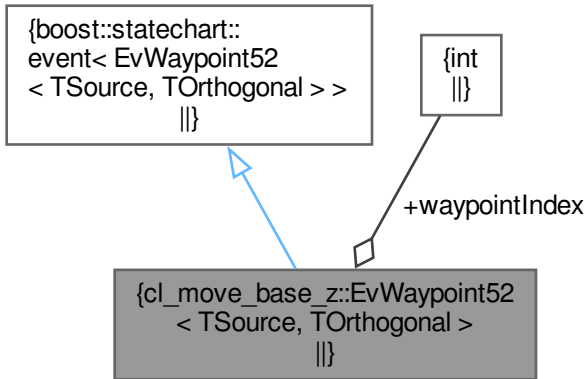 {boost::statechart::
event< EvWaypoint52
< TSource, TOrthogonal > >
||}
{int
||}
+waypointIndex
{cl_move_base_z::EvWaypoint52
< TSource, TOrthogonal >
||}